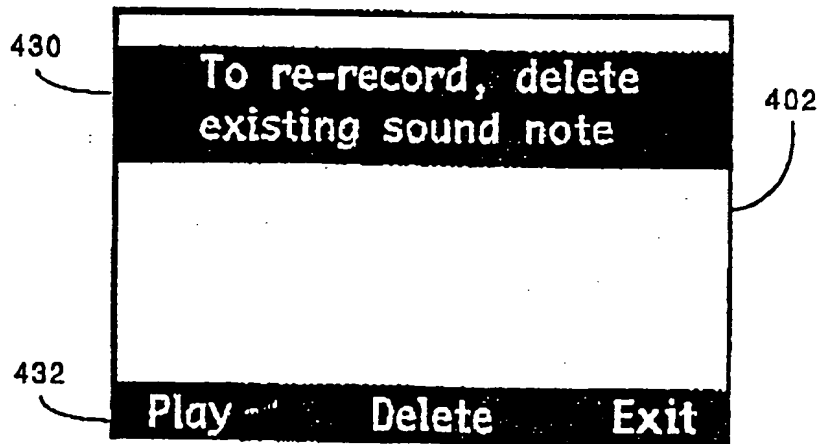 430
To re-record, delete
existing sound note
402
432
Play Delete Exit